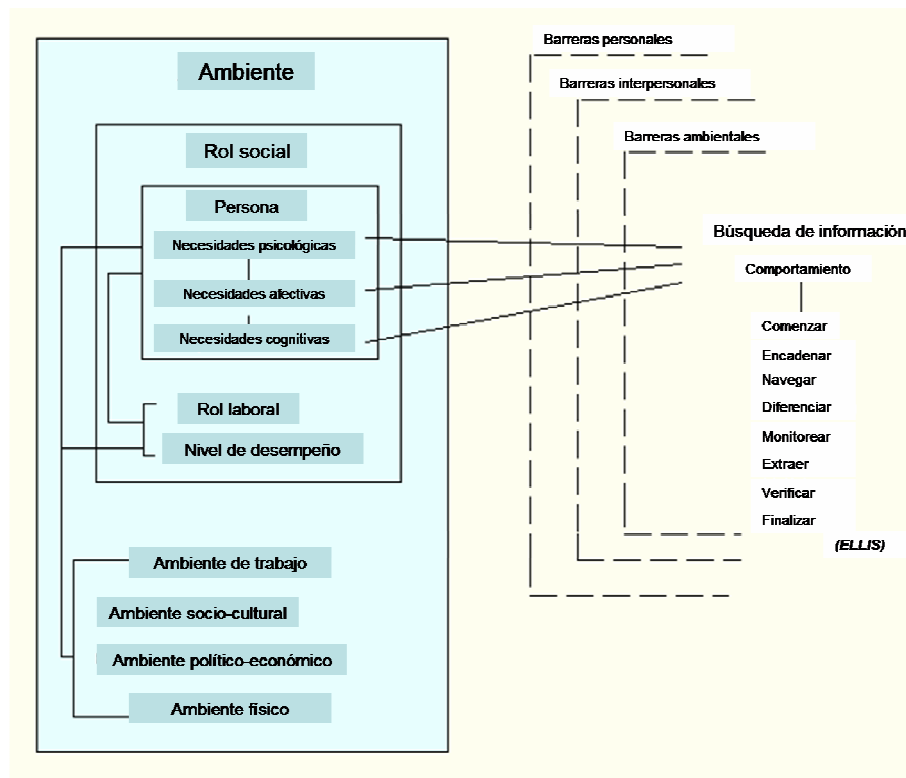 Ambiente
Rol social
Persona
Necesidades psicológicas
Necesidades afectivas
Necesidades cognitivas
Rol laboral
Nivel de desempeño
Ambiente de trabajo
Ambiente socio-cultural
Ambiente político-económico
Ambiente físico
Barreras personales
Barreras interpersonales
Barreras ambientales
Búsqueda de información
Comportamiento
Comenzar
Encadenar
Navegar
Diferenciar
Monitorear
Extraer
Verificar
Finalizar
(ELLIS)